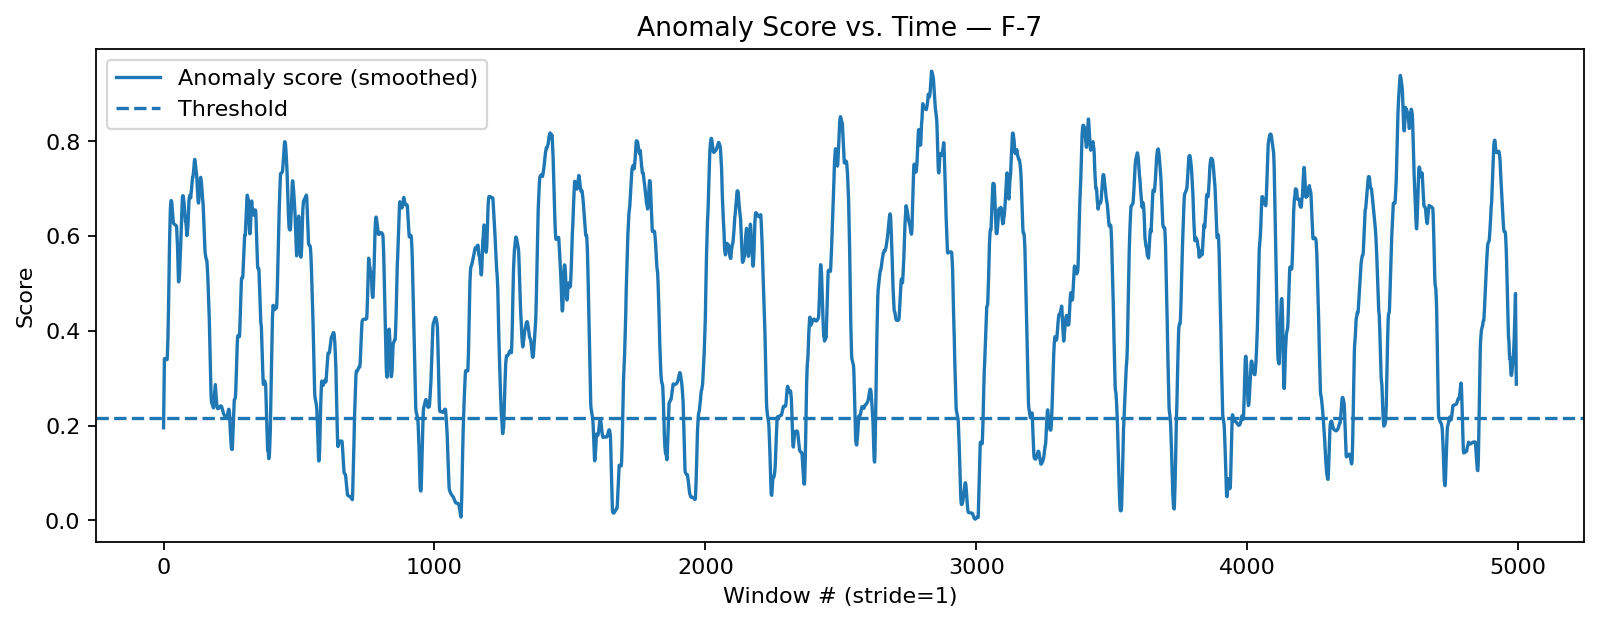 Anomaly Score vs. Time — F-7
Anomaly score (smoothed)
Threshold
Score
0.8
0.6
0.4
0.2
0.0
0 1000 2000 3000 4000 5000
Window # (stride=1)